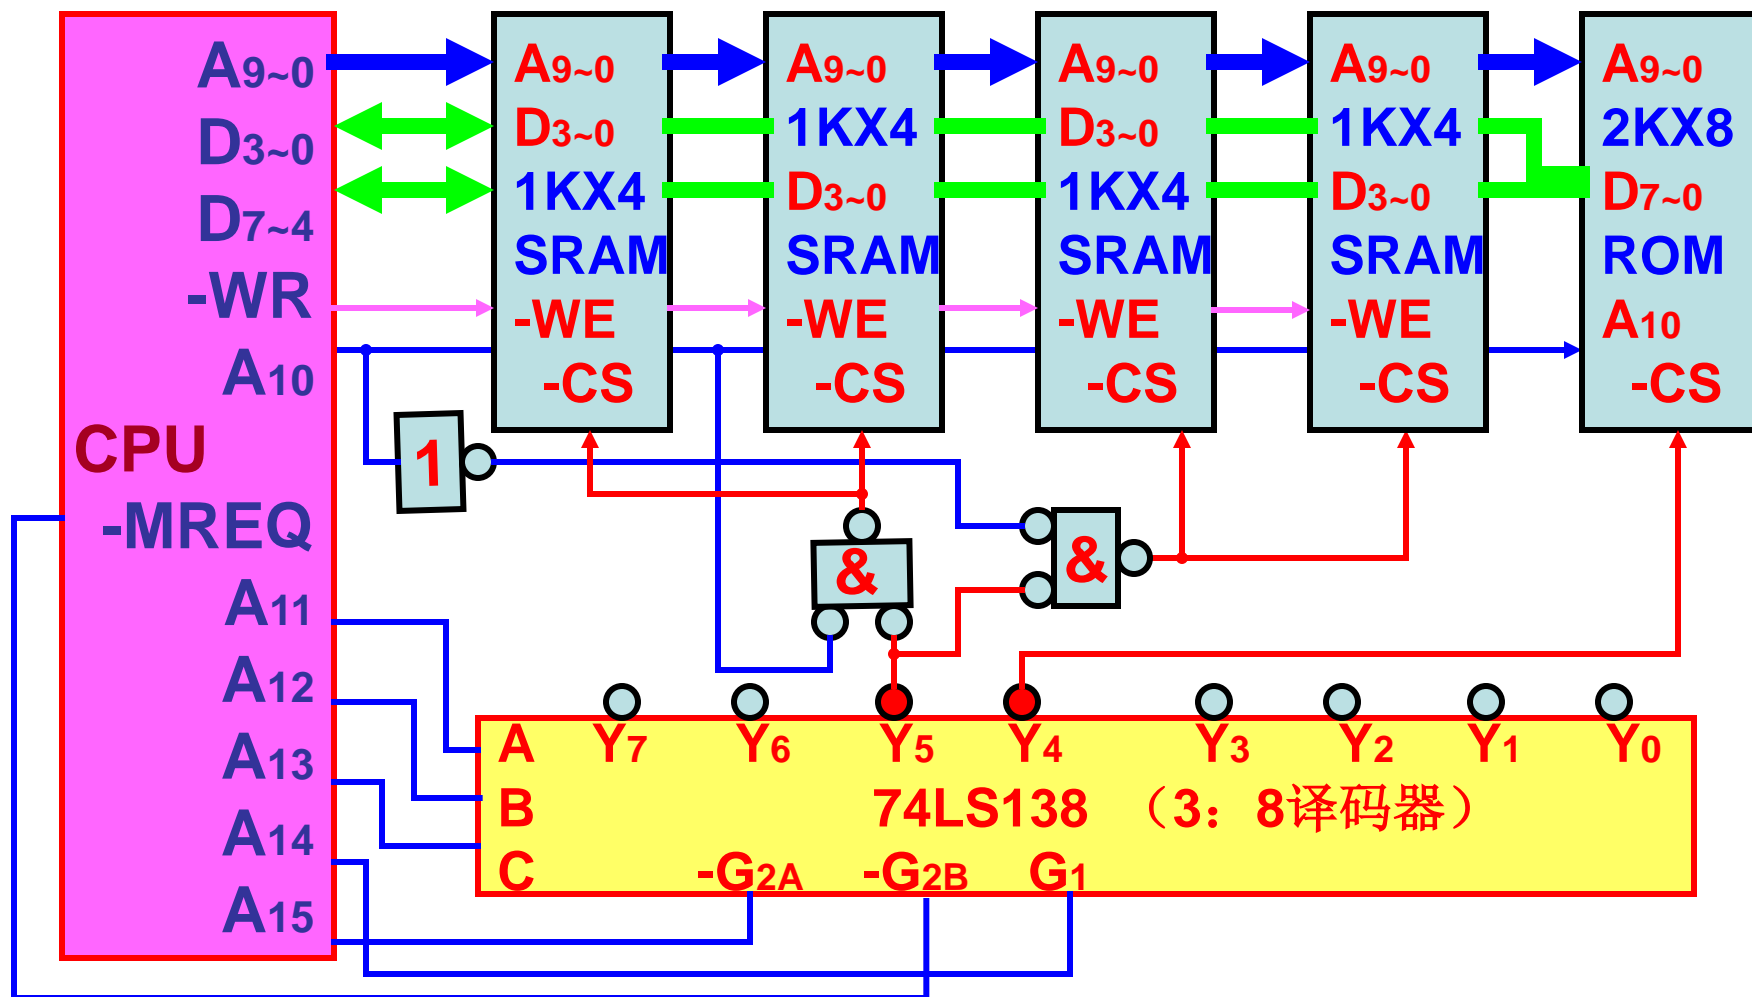 A9~0
D3~0
D7~4
-WR
A10
CPU
-MREQ
A11
A12
A13
A14
A15
A9~0
D3~0
1KX4
SRAM
-WE
-CS
A9~0
1KX4
D3~0
SRAM
-WE
-CS
A9~0
D3~0
1KX4
SRAM
-WE
-CS
A9~0
1KX4
D3~0
SRAM
-WE
-CS
A9~0
2KX8
D7~0
ROM
A10
-CS
1
&
&
A Y7 Y6 Y5 Y4 Y3 Y2 Y1 Y0
B 74LS138 （3：8译码器）
C -G2A -G2B G1